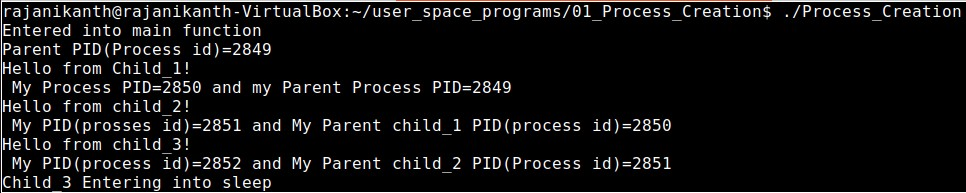 rajanikanth@rajanikanth-VirtualBox:~/user_space_programs/01_Process_Creation$ ./Process_Creation
Entered into main function
Parent PID(Process id)=2849
Hello from Child_1!
 My Process PID=2850 and my Parent Process PID=2849
Hello from child_2!
 My PID(prosses id)=2851 and My Parent child_1 PID(process id)=2850
Hello from child_3!
 My PID(process id)=2852 and My Parent child_2 PID(Process id)=2851
Child_3 Entering into sleep